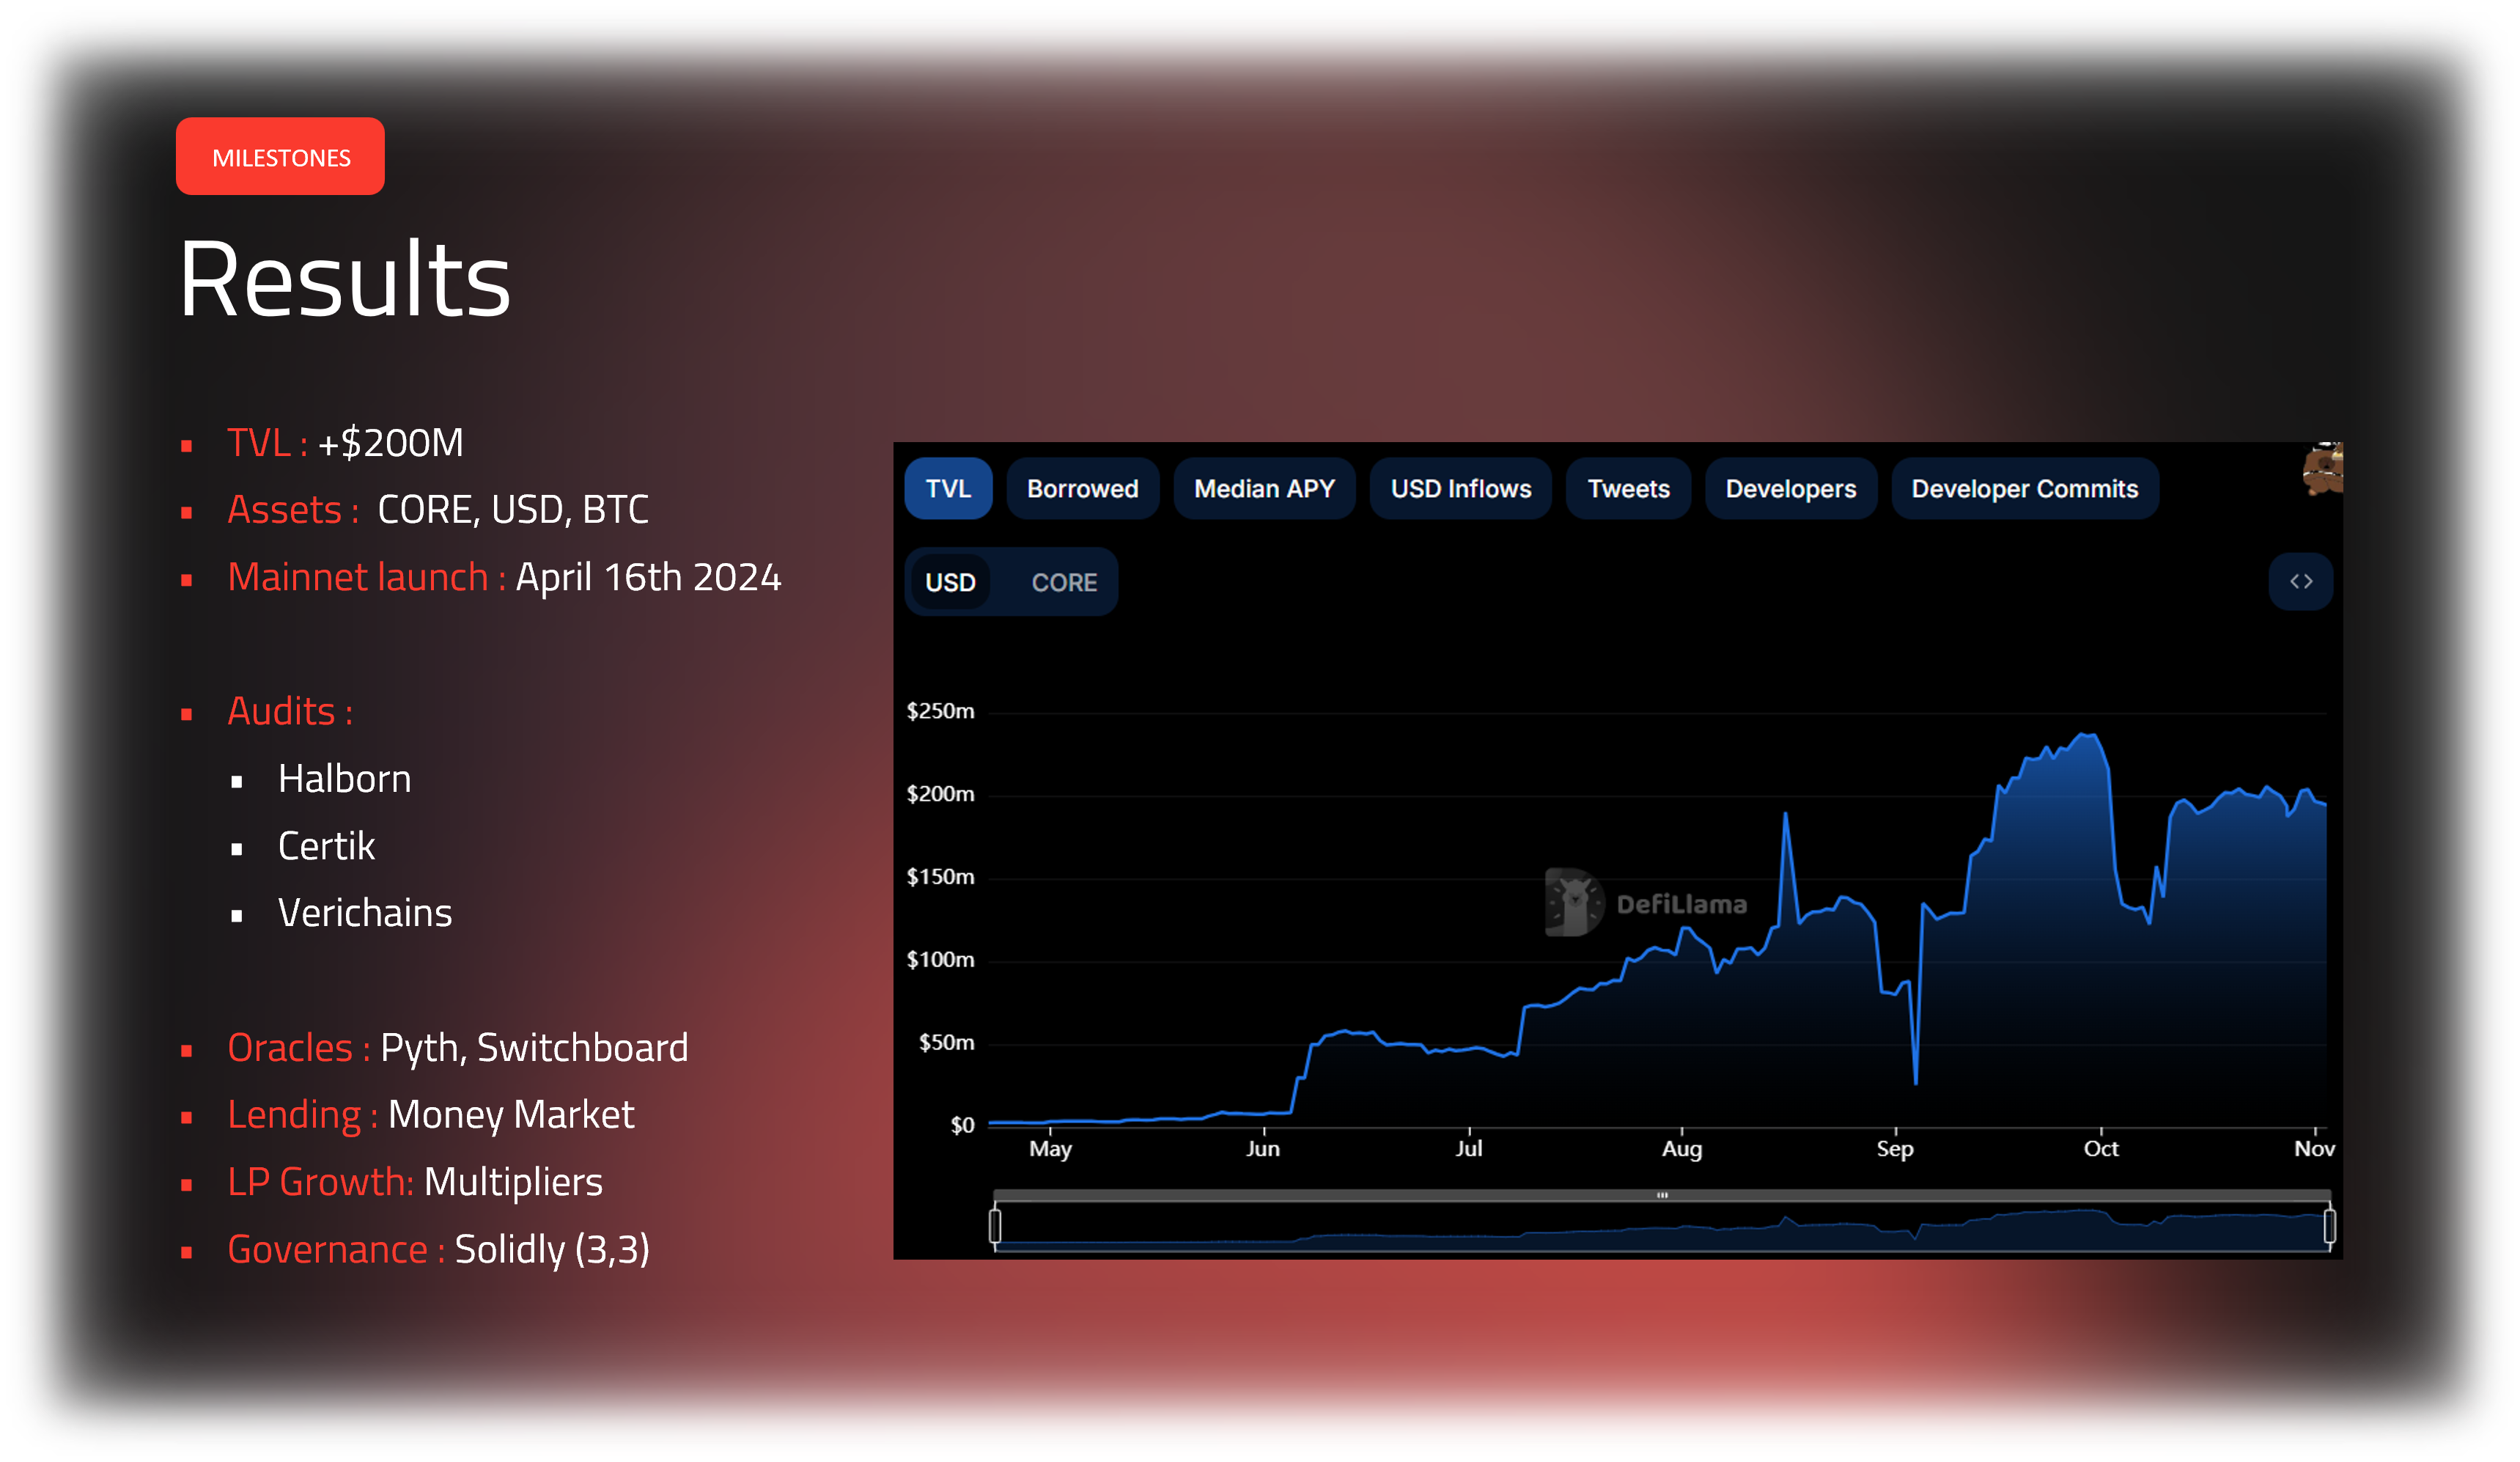 MILESTONES
Results
TVL : +$200M
Assets :  CORE, USD, BTC
Mainnet launch : April 16th 2024
Audits :
Halborn
Certik
Verichains
Oracles : Pyth, Switchboard
Lending : Money Market
LP Growth: Multipliers
Governance : Solidly (3,3)
TVL Borrowed Median APY USD Inflows Tweets Developers Developer Commits
USD CORE
$250m
$200m
$150m
DefiLlama
$100m
$50m
$0
May Jun Jul Aug Sep Oct Nov